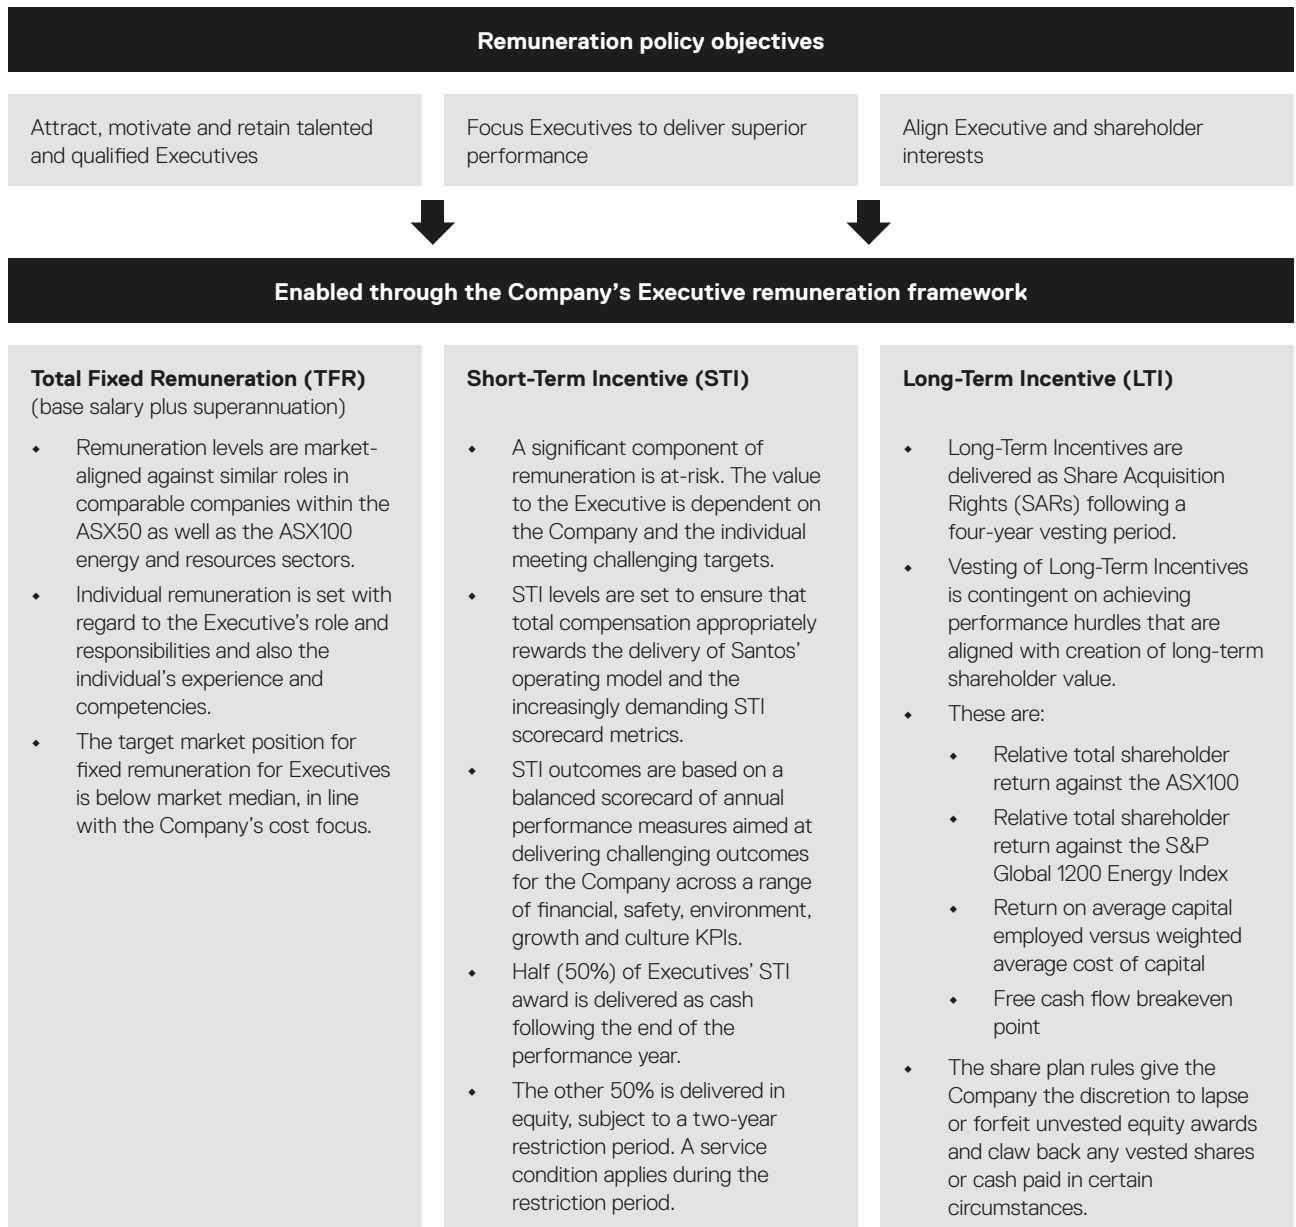 Remuneration policy objectives
Attract, motivate and retain talented
and qualified Executives
Focus Executives to deliver superior
performance
Align Executive and shareholder
interests
Enabled through the Company’s Executive remuneration framework
Total Fixed Remuneration (TFR)
(base salary plus superannuation)
⬩ Remuneration levels are market-
aligned against similar roles in
comparable companies within the
ASX50 as well as the ASX100
energy and resources sectors.
⬩ Individual remuneration is set with
regard to the Executive’s role and
responsibilities and also the
individual’s experience and
competencies.
⬩ The target market position for
fixed remuneration for Executives
is below market median, in line
with the Company’s cost focus.
Short-Term Incentive (STI)
⬩ A significant component of
remuneration is at-risk. The value
to the Executive is dependent on
the Company and the individual
meeting challenging targets.
⬩ STI levels are set to ensure that
total compensation appropriately
rewards the delivery of Santos’
operating model and the
increasingly demanding STI
scorecard metrics.
⬩ STI outcomes are based on a
balanced scorecard of annual
performance measures aimed at
delivering challenging outcomes
for the Company across a range
of financial, safety, environment,
growth and culture KPIs.
⬩ Half (50%) of Executives’ STI
award is delivered as cash
following the end of the
performance year.
⬩ The other 50% is delivered in
equity, subject to a two-year
restriction period. A service
condition applies during the
restriction period.
Long-Term Incentive (LTI)
⬩ Long-Term Incentives are
delivered as Share Acquisition
Rights (SARs) following a
four-year vesting period.
⬩ Vesting of Long-Term Incentives
is contingent on achieving
performance hurdles that are
aligned with creation of long-term
shareholder value.
⬩ These are:
⬩ Relative total shareholder
return against the ASX100
⬩ Relative total shareholder
return against the S&P
Global 1200 Energy Index
⬩ Return on average capital
employed versus weighted
average cost of capital
⬩ Free cash flow breakeven
point
⬩ The share plan rules give the
Company the discretion to lapse
or forfeit unvested equity awards
and claw back any vested shares
or cash paid in certain
circumstances.